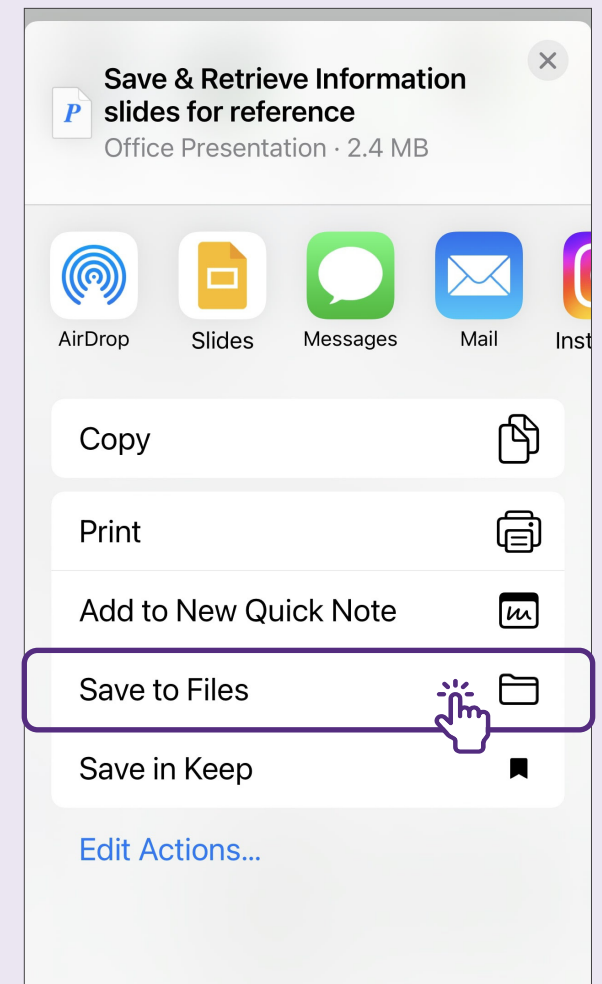 Save & Retrieve Information
slides for reference
P
Office Presentation · 2.4 MB
AirDrop
Slides
Messages
Mail
Inst
Copy
Print
Add to New Quick Note
Save to Files
Save in Keep
Edit Actions...